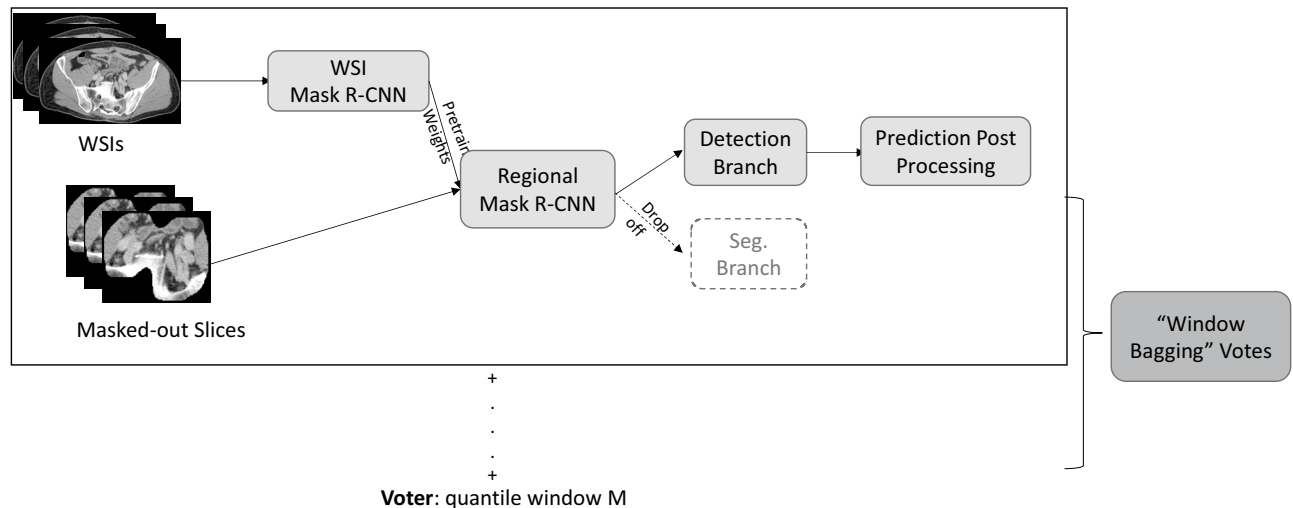 WSI
Mask R-CNN
WSIs
Pretrain
Weights
Regional
Mask R-CNN
Detection
Branch
Prediction Post
Processing
Drop
off
Seg.
Branch
Masked-out Slices
“Window
Bagging” Votes
+
.
.
.
+
Voter: quantile window M